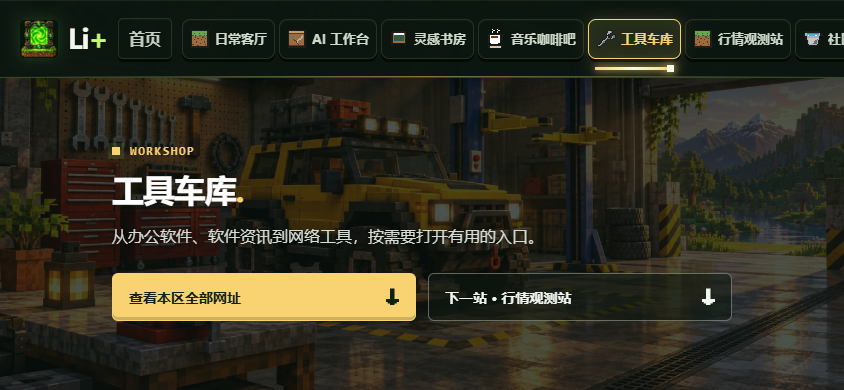 Li+
首页
日常客厅
AI 工作台
灵感书房
音乐咖啡吧
工具车库
行情观测站
WORKSHOP
工具车库.
从办公软件、软件资讯到网络工具，按需要打开有用的入口。
查看本区全部网址
下一站 • 行情观测站